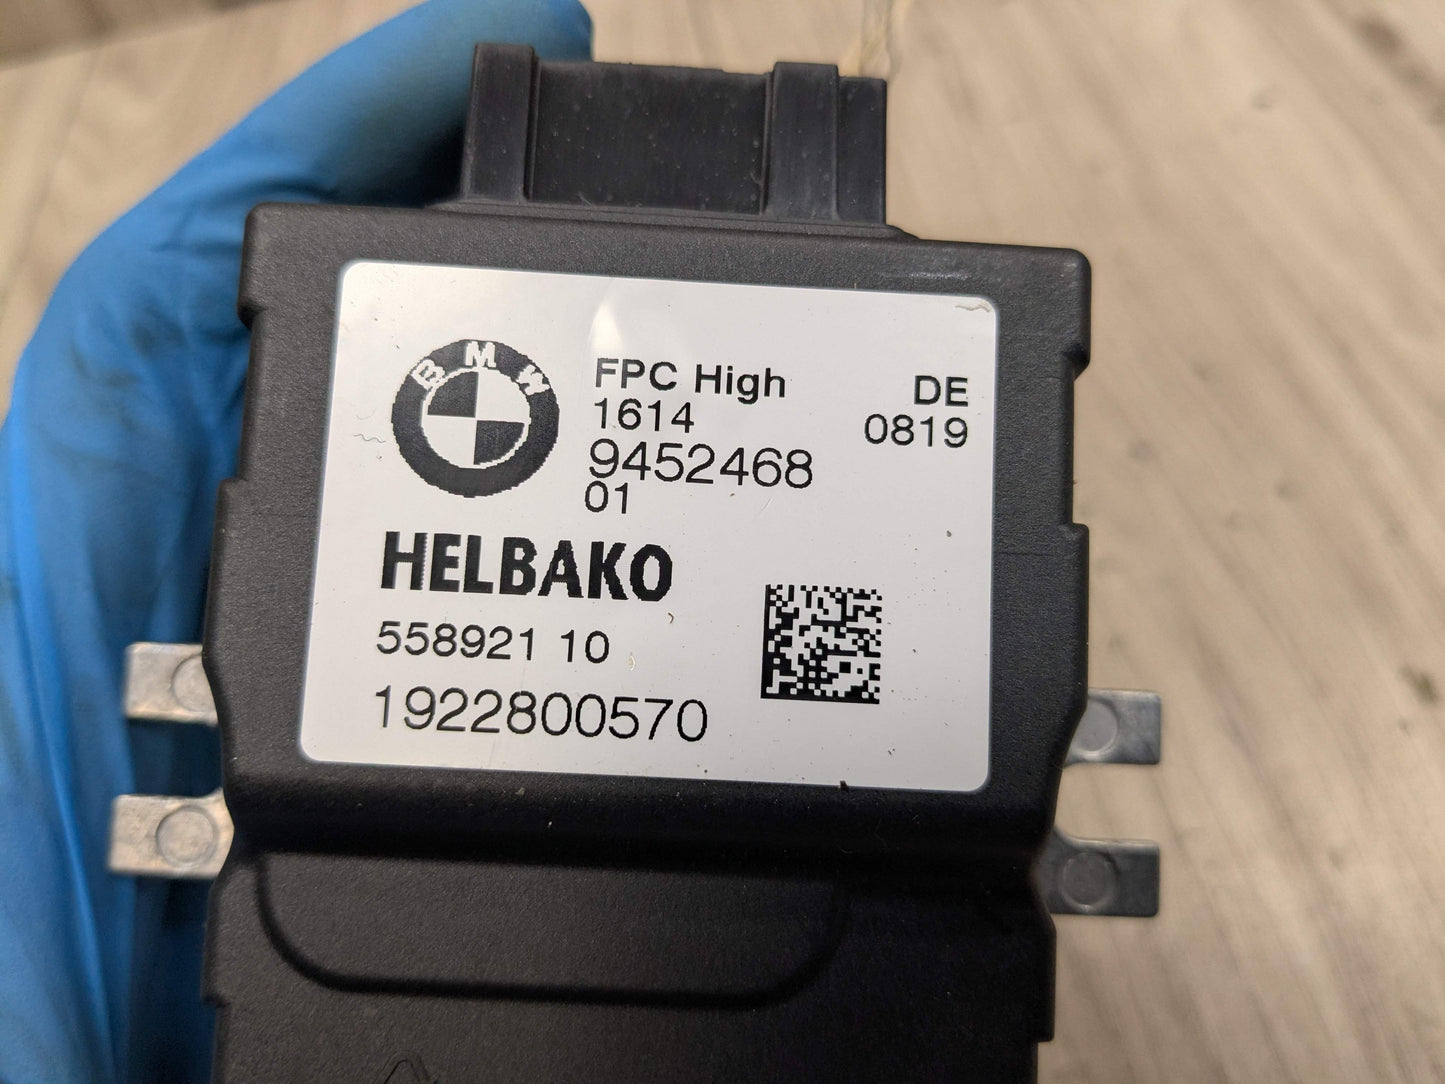 BMW
FPC High
1614
9452468
01
DE
0819
HELBAKO
558921 10
1922800570